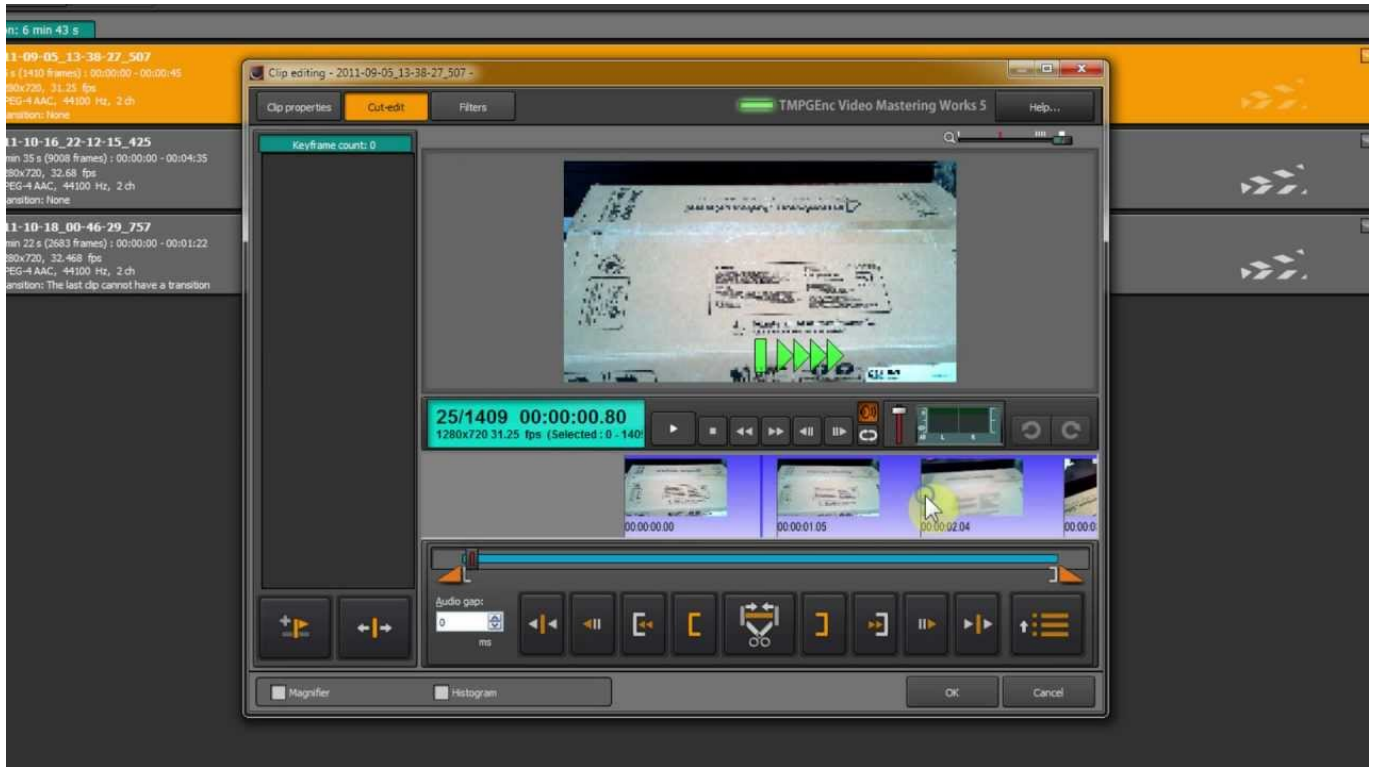 on: 6 min 43 s
11-09-05_13-38-27_507
s (1410 frames) : 00:00:00 - 00:00:45
280x720, 31.25 fps
PEG-4 AAC, 44100 Hz, 2 ch
ansition: None
11-10-16_22-12-15_425
min 35 s (9008 frames) : 00:00:00 - 00:04:35
280x720, 32.68 fps
PEG-4 AAC, 44100 Hz, 2 ch
ansition: None
11-10-18_00-46-29_757
min 22 s (2683 frames) : 00:00:00 - 00:01:22
280x720, 32.468 fps
PEG-4 AAC, 44100 Hz, 2 ch
ansition: The last clip cannot have a transition
Clip editing - 2011-09-05_13-38-27_507 -
Clip properties
Cut-edit
Filters
TMPGEnc Video Mastering Works 5
Help...
Keyframe count: 0
25/1409 00:00:00.80
1280x720 31.25 fps (Selected : 0 - 140
L
00:00:00.00
00:00:01.05
00:00:02.04
00:00:0
Audio gap:
0
ms
Magnifier
Histogram
OK
Cancel